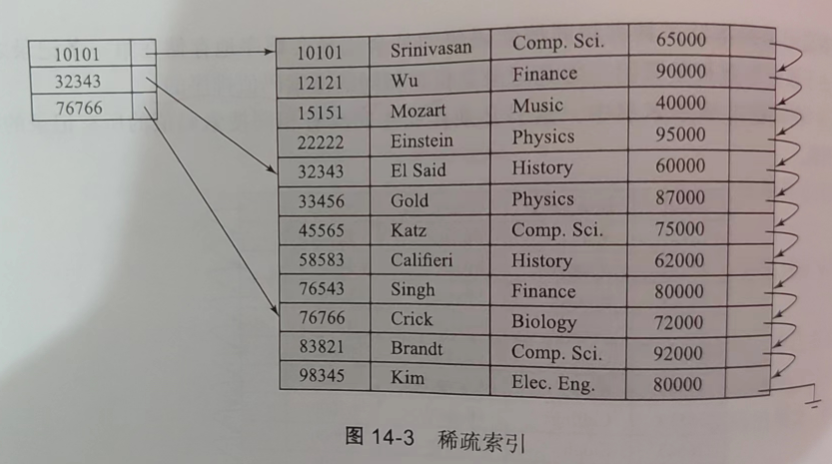 10101
32343
76766
10101 Srinivasan Comp. Sci. 65000
12121 Wu Finance 90000
15151 Mozart Music 40000
22222 Einstein Physics 95000
32343 El Said History 60000
33456 Gold Physics 87000
45565 Katz Comp. Sci. 75000
58583 Califieri History 62000
76543 Singh Finance 80000
76766 Crick Biology 72000
83821 Brandt Comp. Sci. 92000
98345 Kim Elec. Eng. 80000
图 14-3 稀疏索引